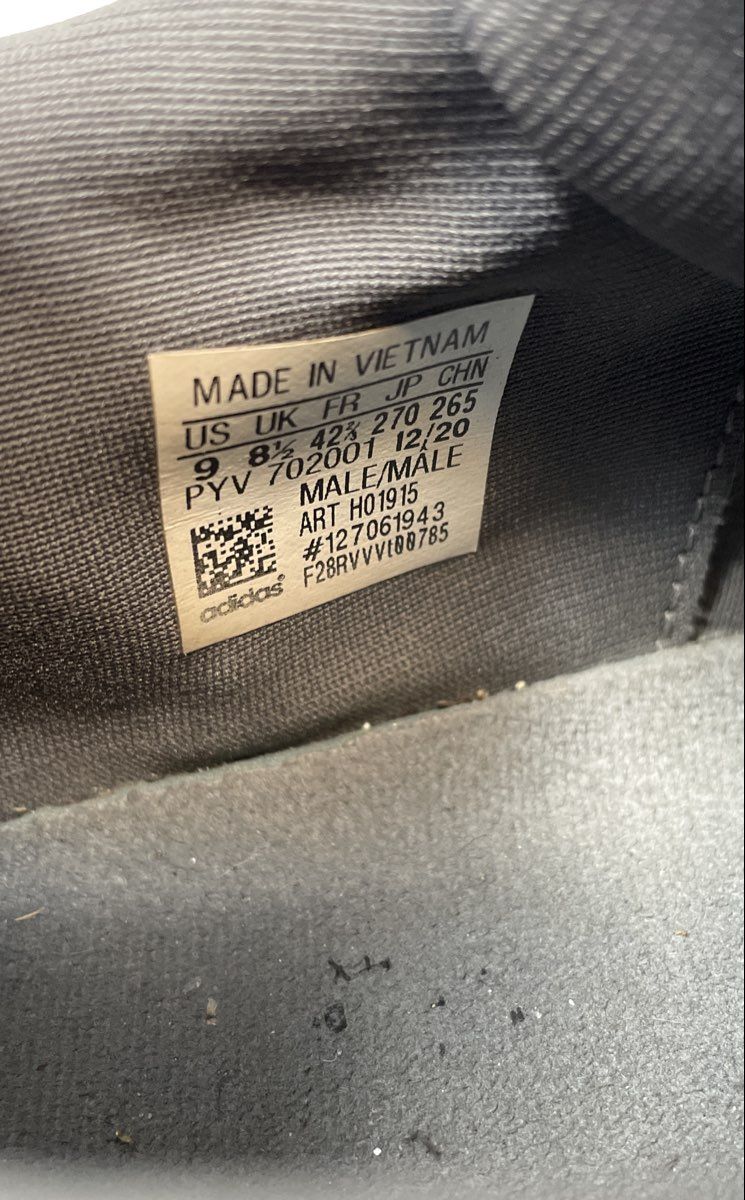 MADE IN VIETNAM
US UK FR JP CHN
9 8½ 42⅔ 270 265
PYV 702001 12/20
MALE/MÂLE
ART H01915
#127061943
F28RVVVt00785
adidas®